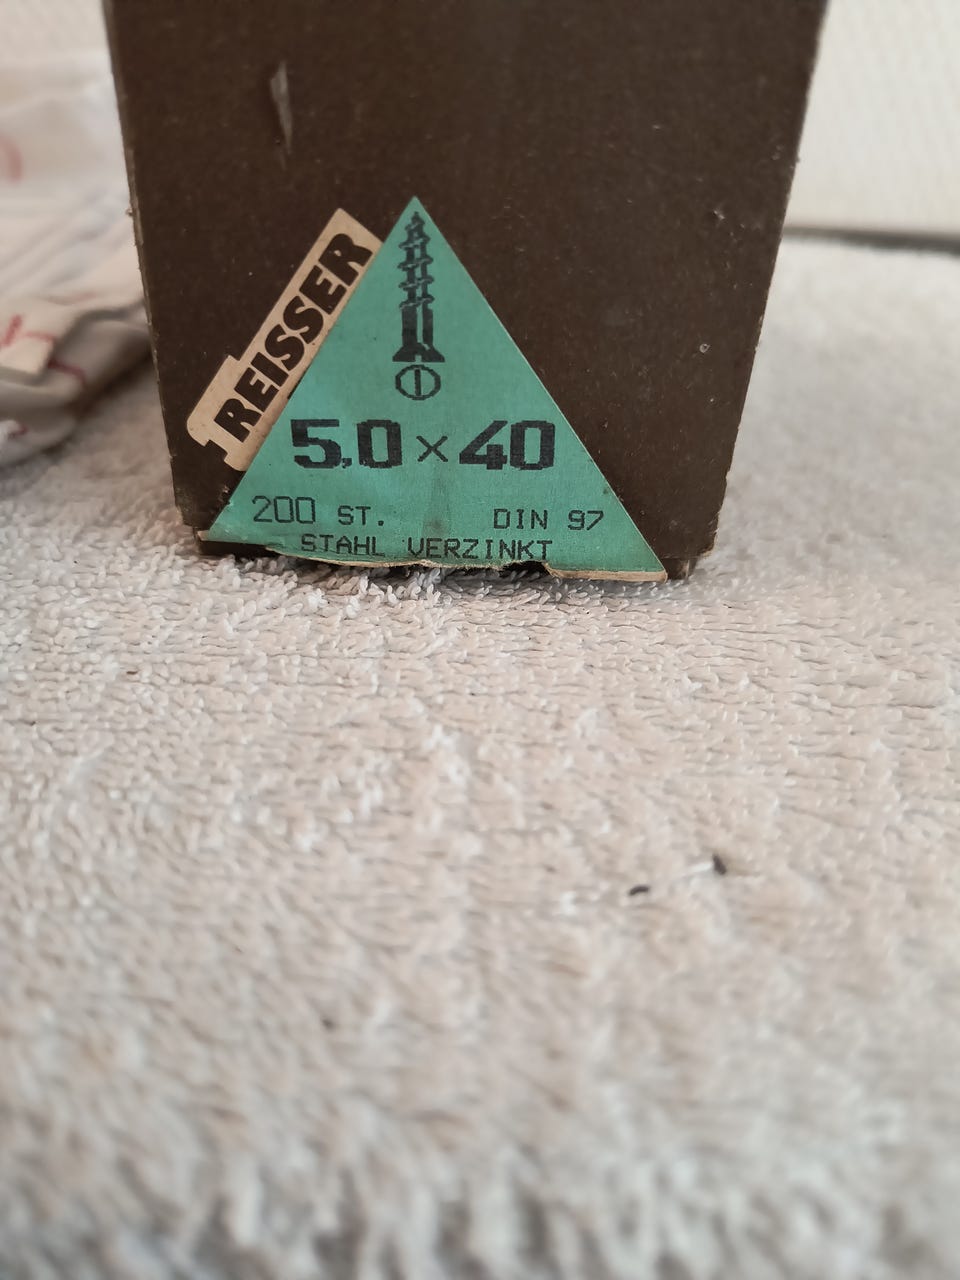 REISSER
5,0 × 40
200 ST. DIN 97
STAHL VERZINKT